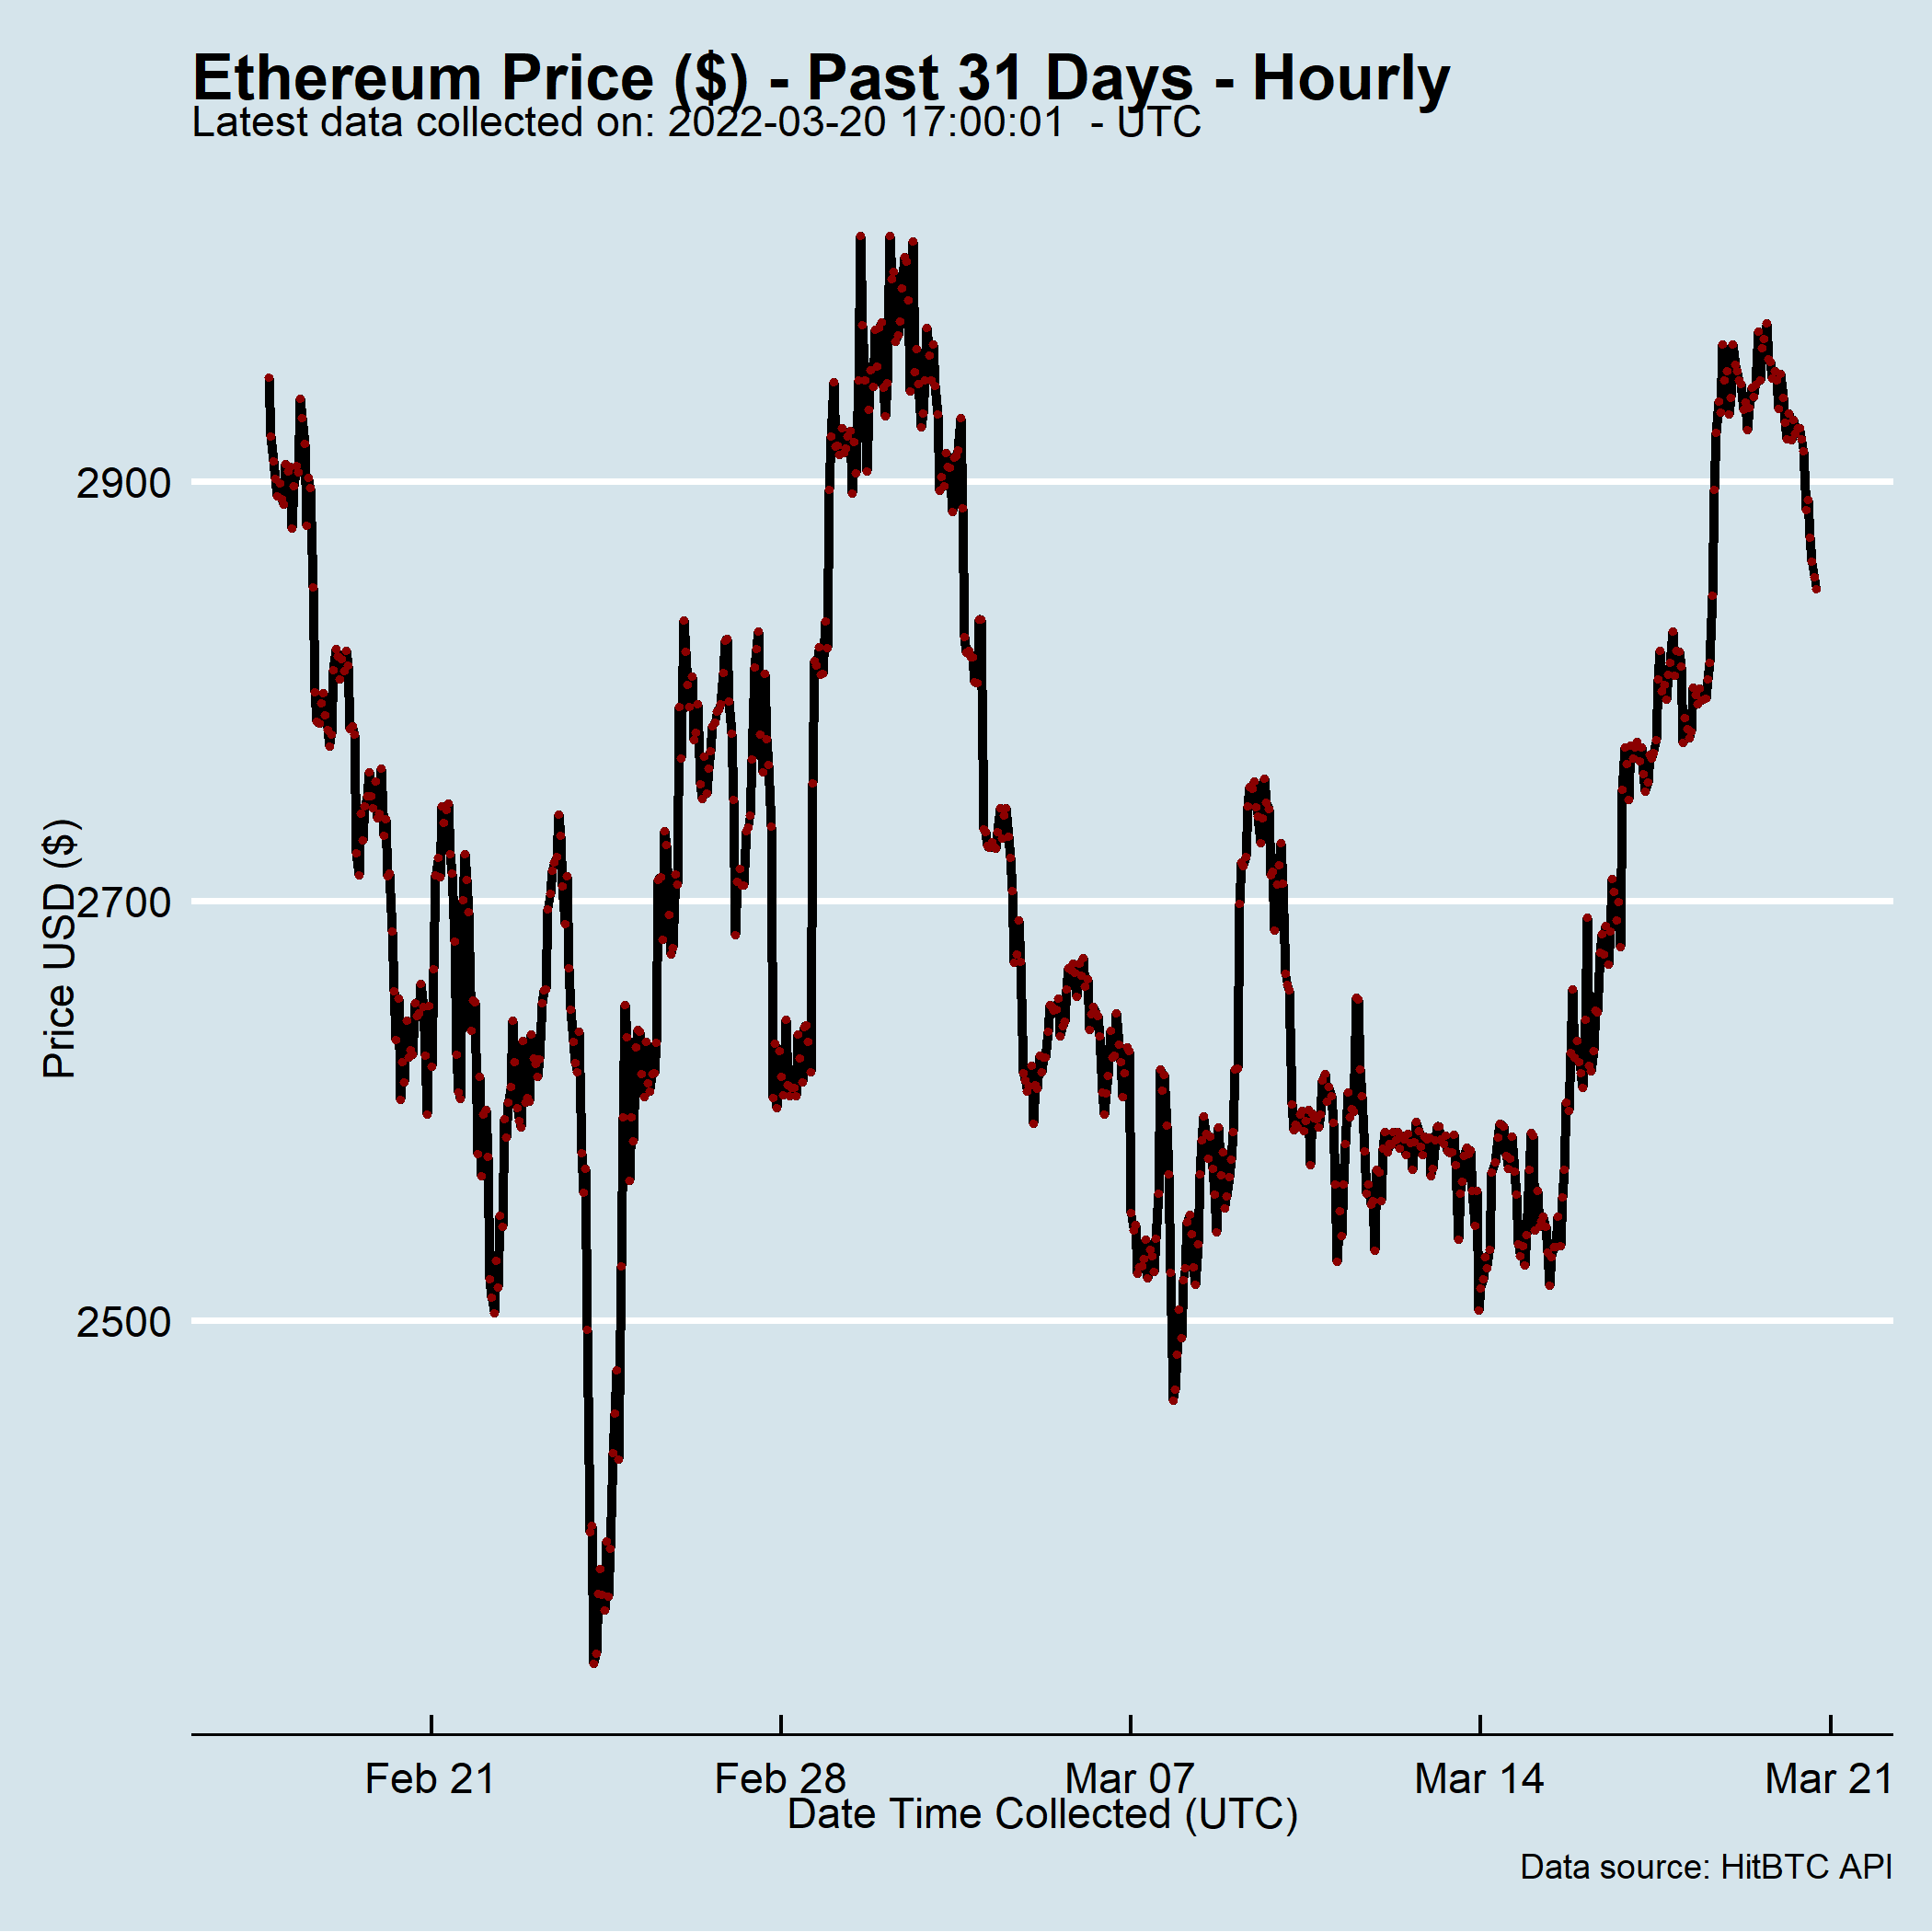 Ethereum Price ($) - Past 31 Days - Hourly
Latest data collected on: 2022-03-20 17:00:01  - UTC
Price USD ($)
2900
2700
2500
Feb 21 Feb 28 Mar 07 Mar 14 Mar 21
Date Time Collected (UTC)
Data source: HitBTC API